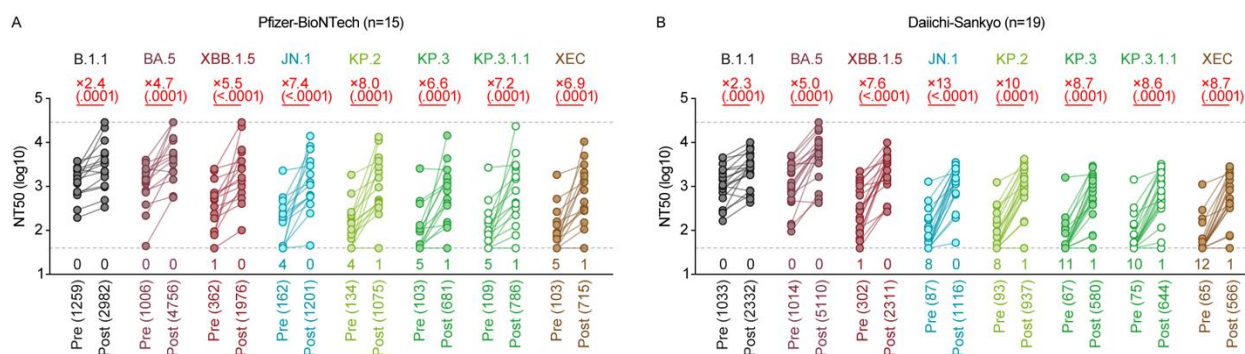 A
Pfizer-BioNTech (n=15)
B.1.1 BA.5 XBB.1.5 JN.1 KP.2 KP.3 KP.3.1.1 XEC
×2.4 ×4.7 ×5.5 ×7.4 ×8.0 ×6.6 ×7.2 ×6.9
(.0001) (.0001) (<.0001) (<.0001) (.0001) (.0001) (.0001) (.0001)
NT50 (log10)
5
4
3
2
1
0 0 0 0 1 0 4 0 4 1 5 1 5 1 5 1
Pre (1259) Post (2982) Pre (1006) Post (4756) Pre (362) Post (1976) Pre (162) Post (1201) Pre (134) Post (1075) Pre (103) Post (681) Pre (109) Post (786) Pre (103) Post (715)
B
Daiichi-Sankyo (n=19)
B.1.1 BA.5 XBB.1.5 JN.1 KP.2 KP.3 KP.3.1.1 XEC
×2.3 ×5.0 ×7.6 ×13 ×10 ×8.7 ×8.6 ×8.7
(.0001) (.0001) (<.0001) (<.0001) (.0001) (.0001) (.0001) (.0001)
NT50 (log10)
5
4
3
2
1
0 0 0 0 1 0 8 0 8 1 11 1 10 1 12 1
Pre (1033) Post (2332) Pre (1014) Post (5110) Pre (302) Post (2311) Pre (87) Post (1116) Pre (93) Post (937) Pre (67) Post (580) Pre (75) Post (644) Pre (65) Post (566)